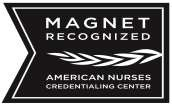 MAGNET
RECOGNIZED
AMERICAN NURSES
CREDENTIALING CENTER